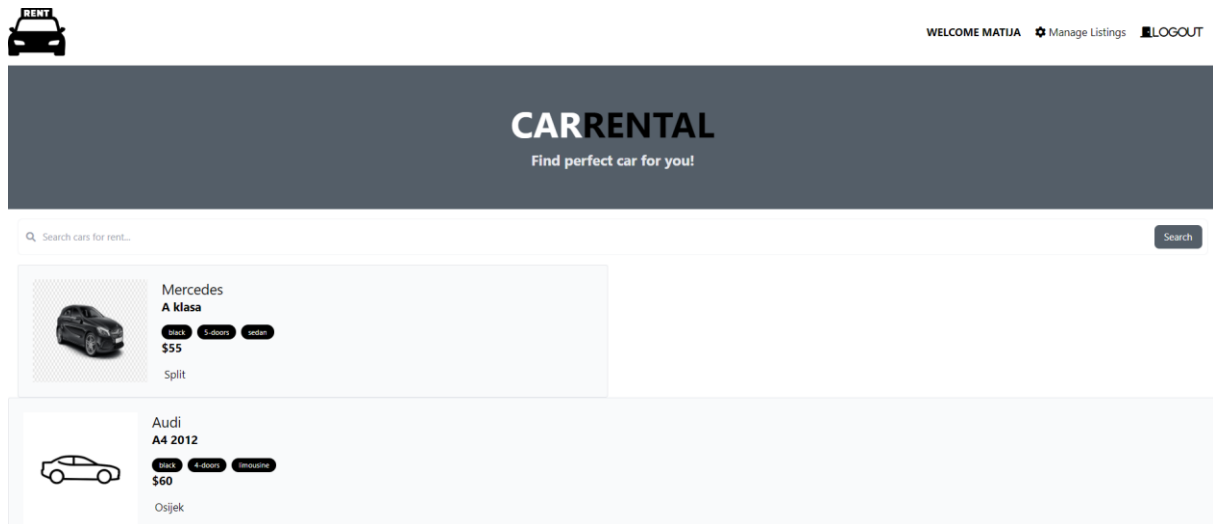 RENT
WELCOME MATIJA Manage Listings LOGOUT
CARRENTAL
Find perfect car for you!
Search cars for rent... Search
Mercedes
A klasa
black 5-doors sedan
$55
Split
Audi
A4 2012
black 4-doors limousine
$60
Osijek